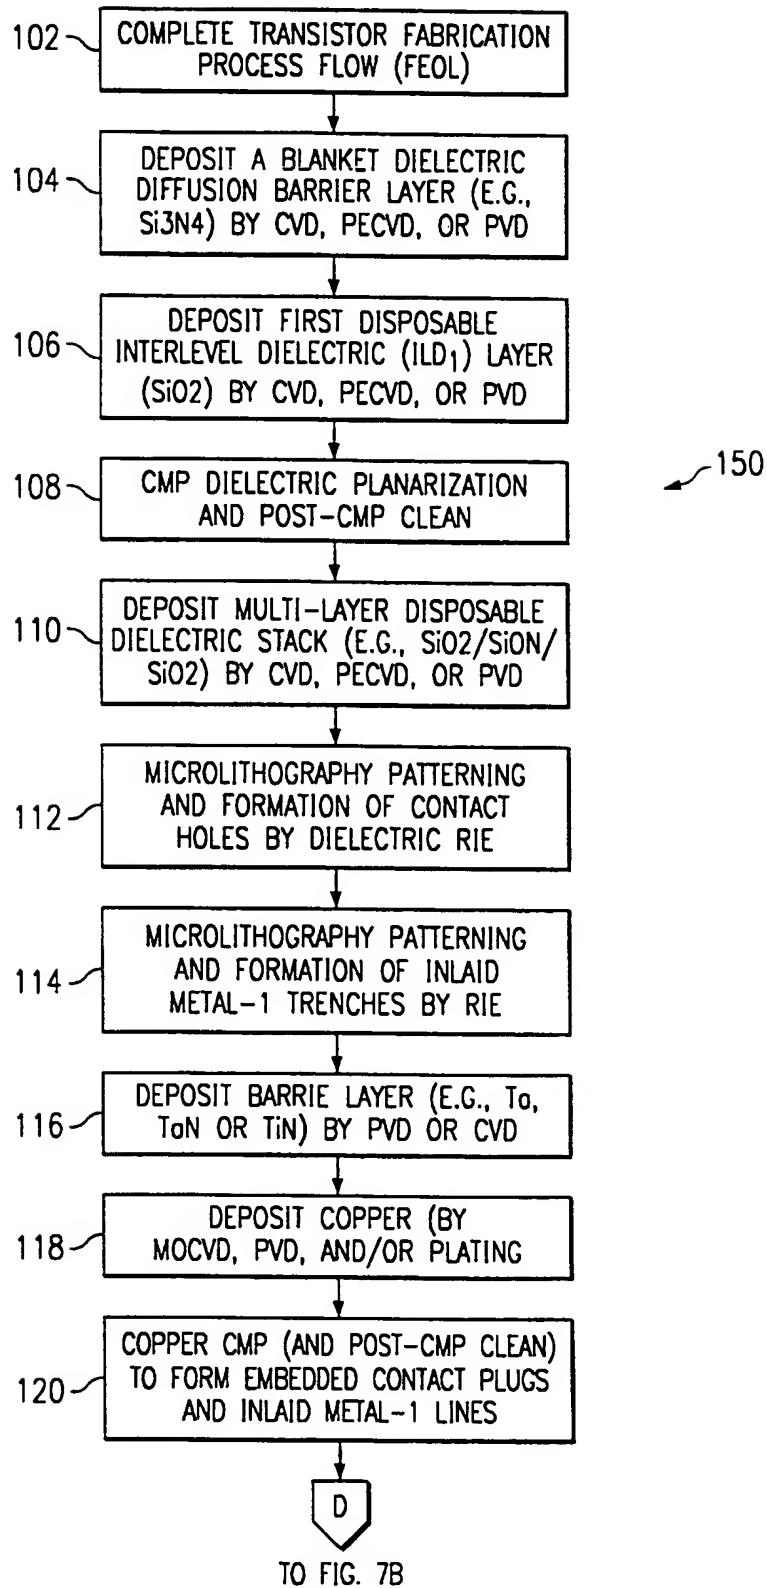 102
COMPLETE TRANSISTOR FABRICATION
PROCESS FLOW (FEOL)
104
DEPOSIT A BLANKET DIELECTRIC
DIFFUSION BARRIER LAYER (E.G.,
Si3N4) BY CVD, PECVD, OR PVD
106
DEPOSIT FIRST DISPOSABLE
INTERLEVEL DIELECTRIC (ILD1) LAYER
(SiO2) BY CVD, PECVD, OR PVD
108
CMP DIELECTRIC PLANARIZATION
AND POST-CMP CLEAN
150
110
DEPOSIT MULTI-LAYER DISPOSABLE
DIELECTRIC STACK (E.G., SiO2/SiON/
SiO2) BY CVD, PECVD, OR PVD
112
MICROLITHOGRAPHY PATTERNING
AND FORMATION OF CONTACT
HOLES BY DIELECTRIC RIE
114
MICROLITHOGRAPHY PATTERNING
AND FORMATION OF INLAID
METAL-1 TRENCHES BY RIE
116
DEPOSIT BARRIE LAYER (E.G., Ta,
TaN OR TiN) BY PVD OR CVD
118
DEPOSIT COPPER (BY
MOCVD, PVD, AND/OR PLATING
120
COPPER CMP (AND POST-CMP CLEAN)
TO FORM EMBEDDED CONTACT PLUGS
AND INLAID METAL-1 LINES
D
TO FIG. 7B